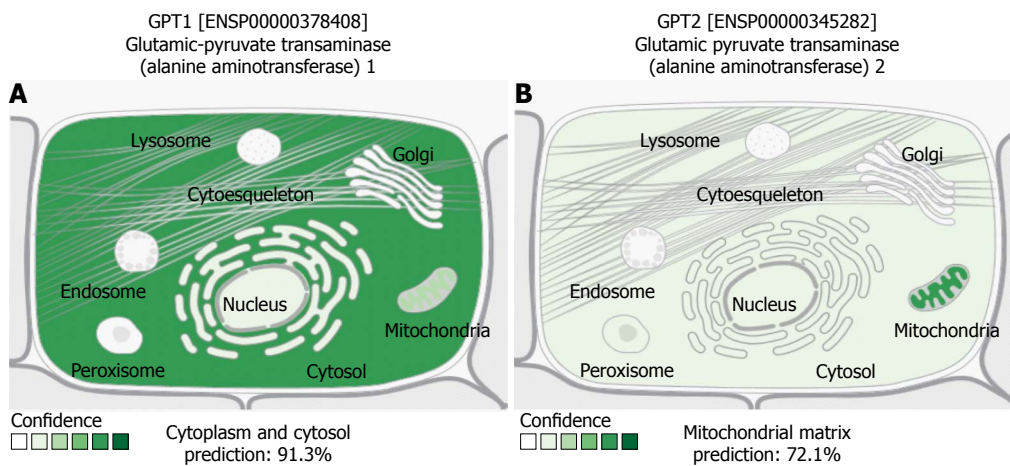 GPT1 [ENSP00000378408]
Glutamic-pyruvate transaminase
(alanine aminotransferase) 1
A
Lysosome
Golgi
Cytoesqueleton
Endosome
Nucleus
Mitochondria
Peroxisome
Cytosol
Confidence
Cytoplasm and cytosol
prediction: 91.3%
GPT2 [ENSP00000345282]
Glutamic pyruvate transaminase
(alanine aminotransferase) 2
B
Lysosome
Golgi
Cytoesqueleton
Endosome
Nucleus
Mitochondria
Peroxisome
Cytosol
Confidence
Mitochondrial matrix
prediction: 72.1%